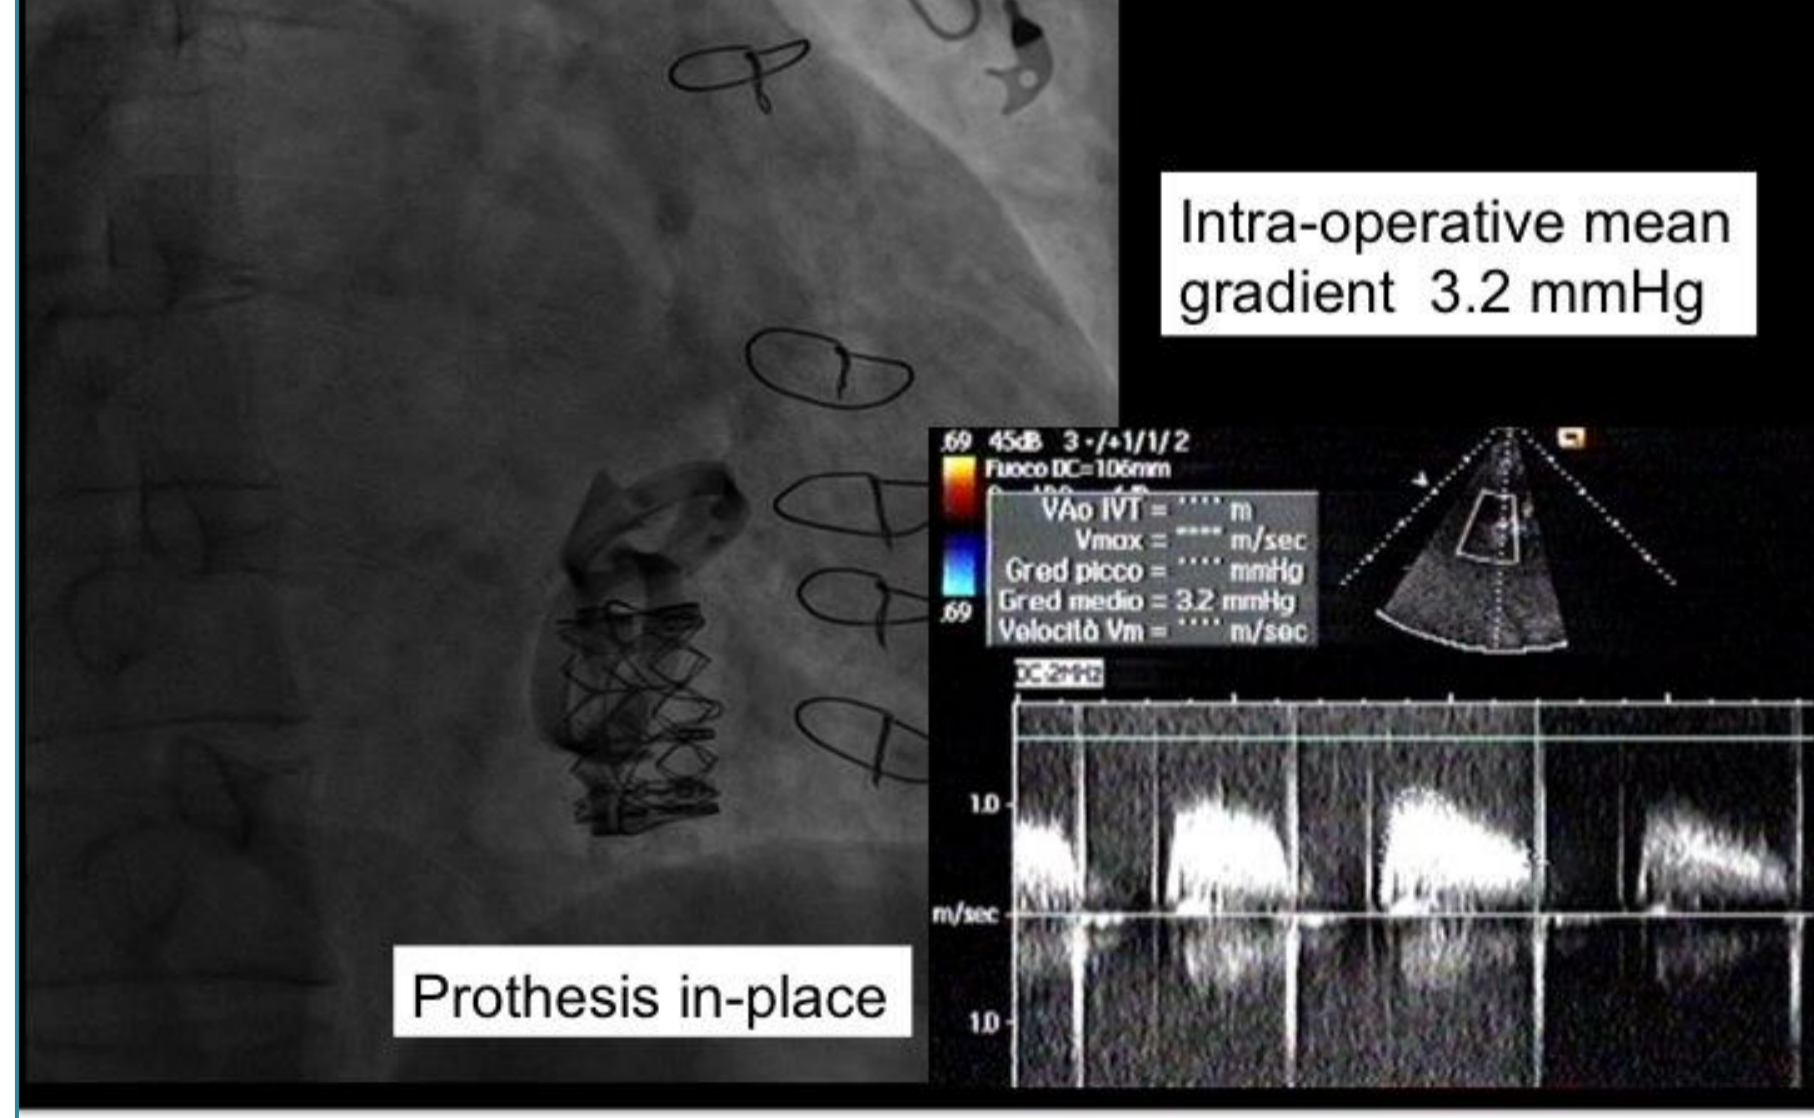 Intra-operative mean
gradient 3.2 mmHg
.69 45dB 3 -/+1/1/2
Fuoco DC=106mm
.69
VAo IVT = **** m
Vmax = **** m/sec
Gred picco = **** mmHg
Gred medio = 3.2 mmHg
Velocità Vm = **** m/sec
DC-2MHz
1.0
m/sec
1.0
Prothesis in-place